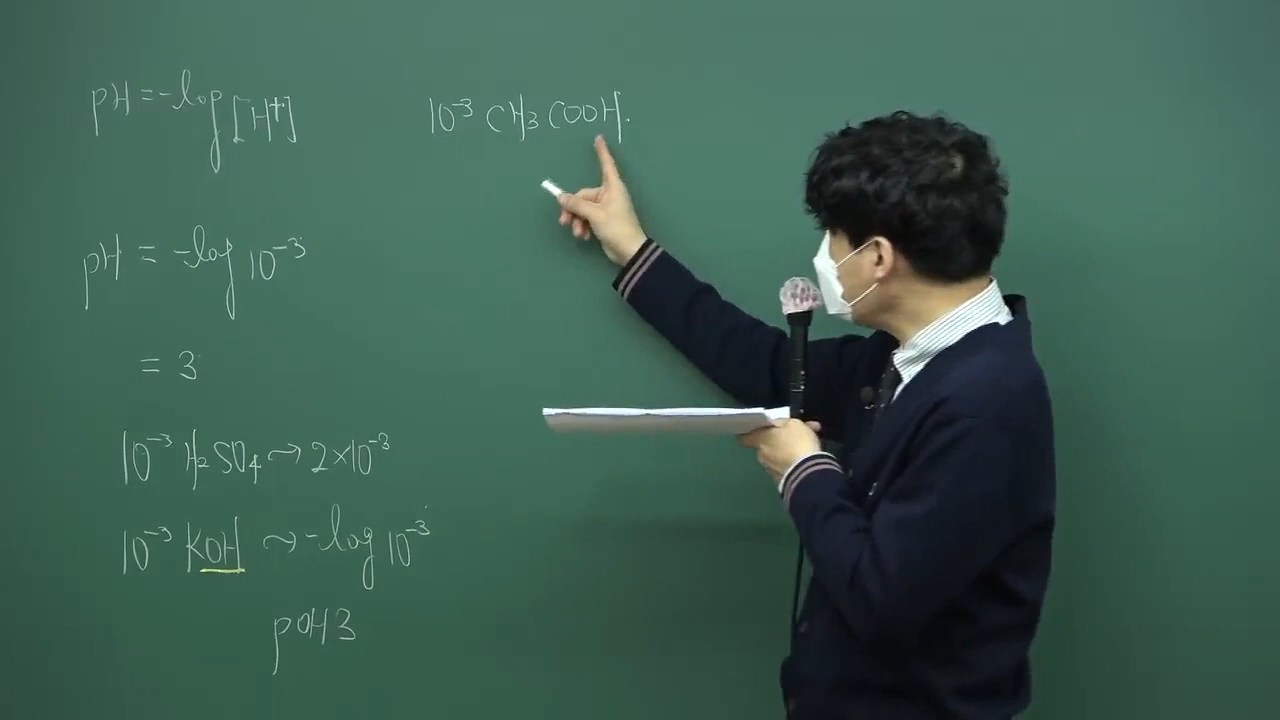 pH = -log[H⁺]
pH = -log 10⁻³
= 3
10⁻³ H₂SO₄ → 2×10⁻³
10⁻³ KOH → -log 10⁻³
pOH 3
10⁻³ CH₃COOH.